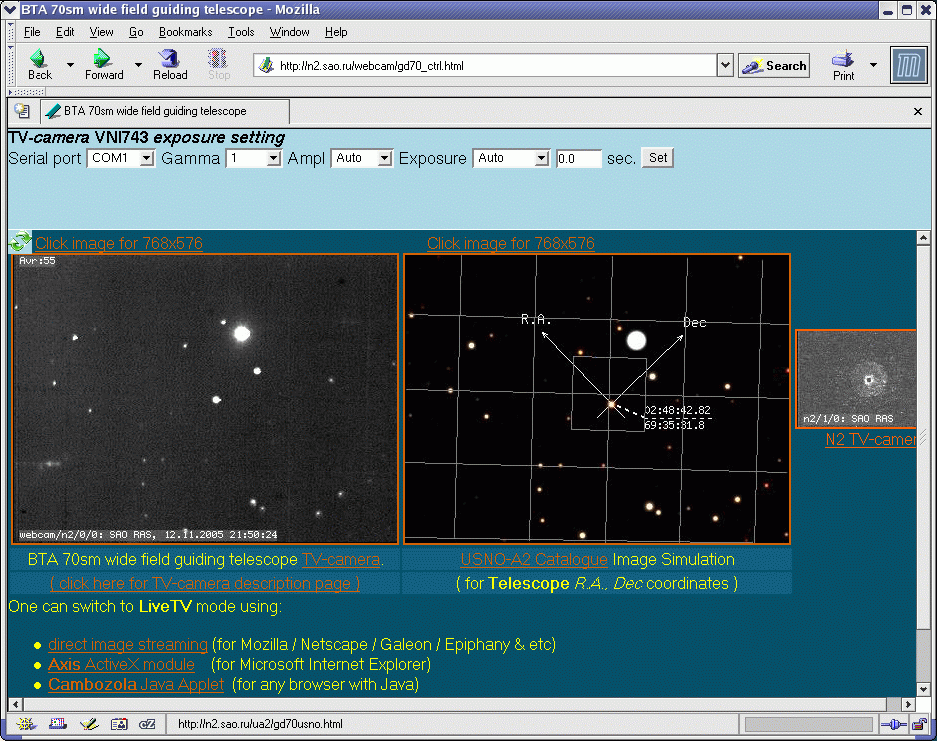 BTA 70sm wide field guiding telescope - Mozilla
File Edit View Go Bookmarks Tools Window Help
Back Forward Reload Stop http://n2.sao.ru/webcam/gd70_ctrl.html Search Print
BTA 70sm wide field guiding telescope
TV-camera VNI743 exposure setting
Serial port COM1 Gamma 1 Ampl Auto Exposure Auto 0.0 sec. Set
Click image for 768x576 Click image for 768x576
Avr:55
R.A. Dec
02:48:42.82
69:35:31.8
n2/1/0: SAO RAS
N2 TV-camer
webcam/n2/0/0: SAO RAS, 12.11.2005 21:50:24
BTA 70sm wide field guiding telescope TV-camera. USNO-A2 Catalogue Image Simulation
( click here for TV-camera description page ) ( for Telescope R.A., Dec coordinates )
One can switch to LiveTV mode using:
direct image streaming (for Mozilla / Netscape / Galeon / Epiphany & etc)
Axis ActiveX module (for Microsoft Internet Explorer)
Cambozola Java Applet (for any browser with Java)
http://n2.sao.ru/ua2/gd70usno.html